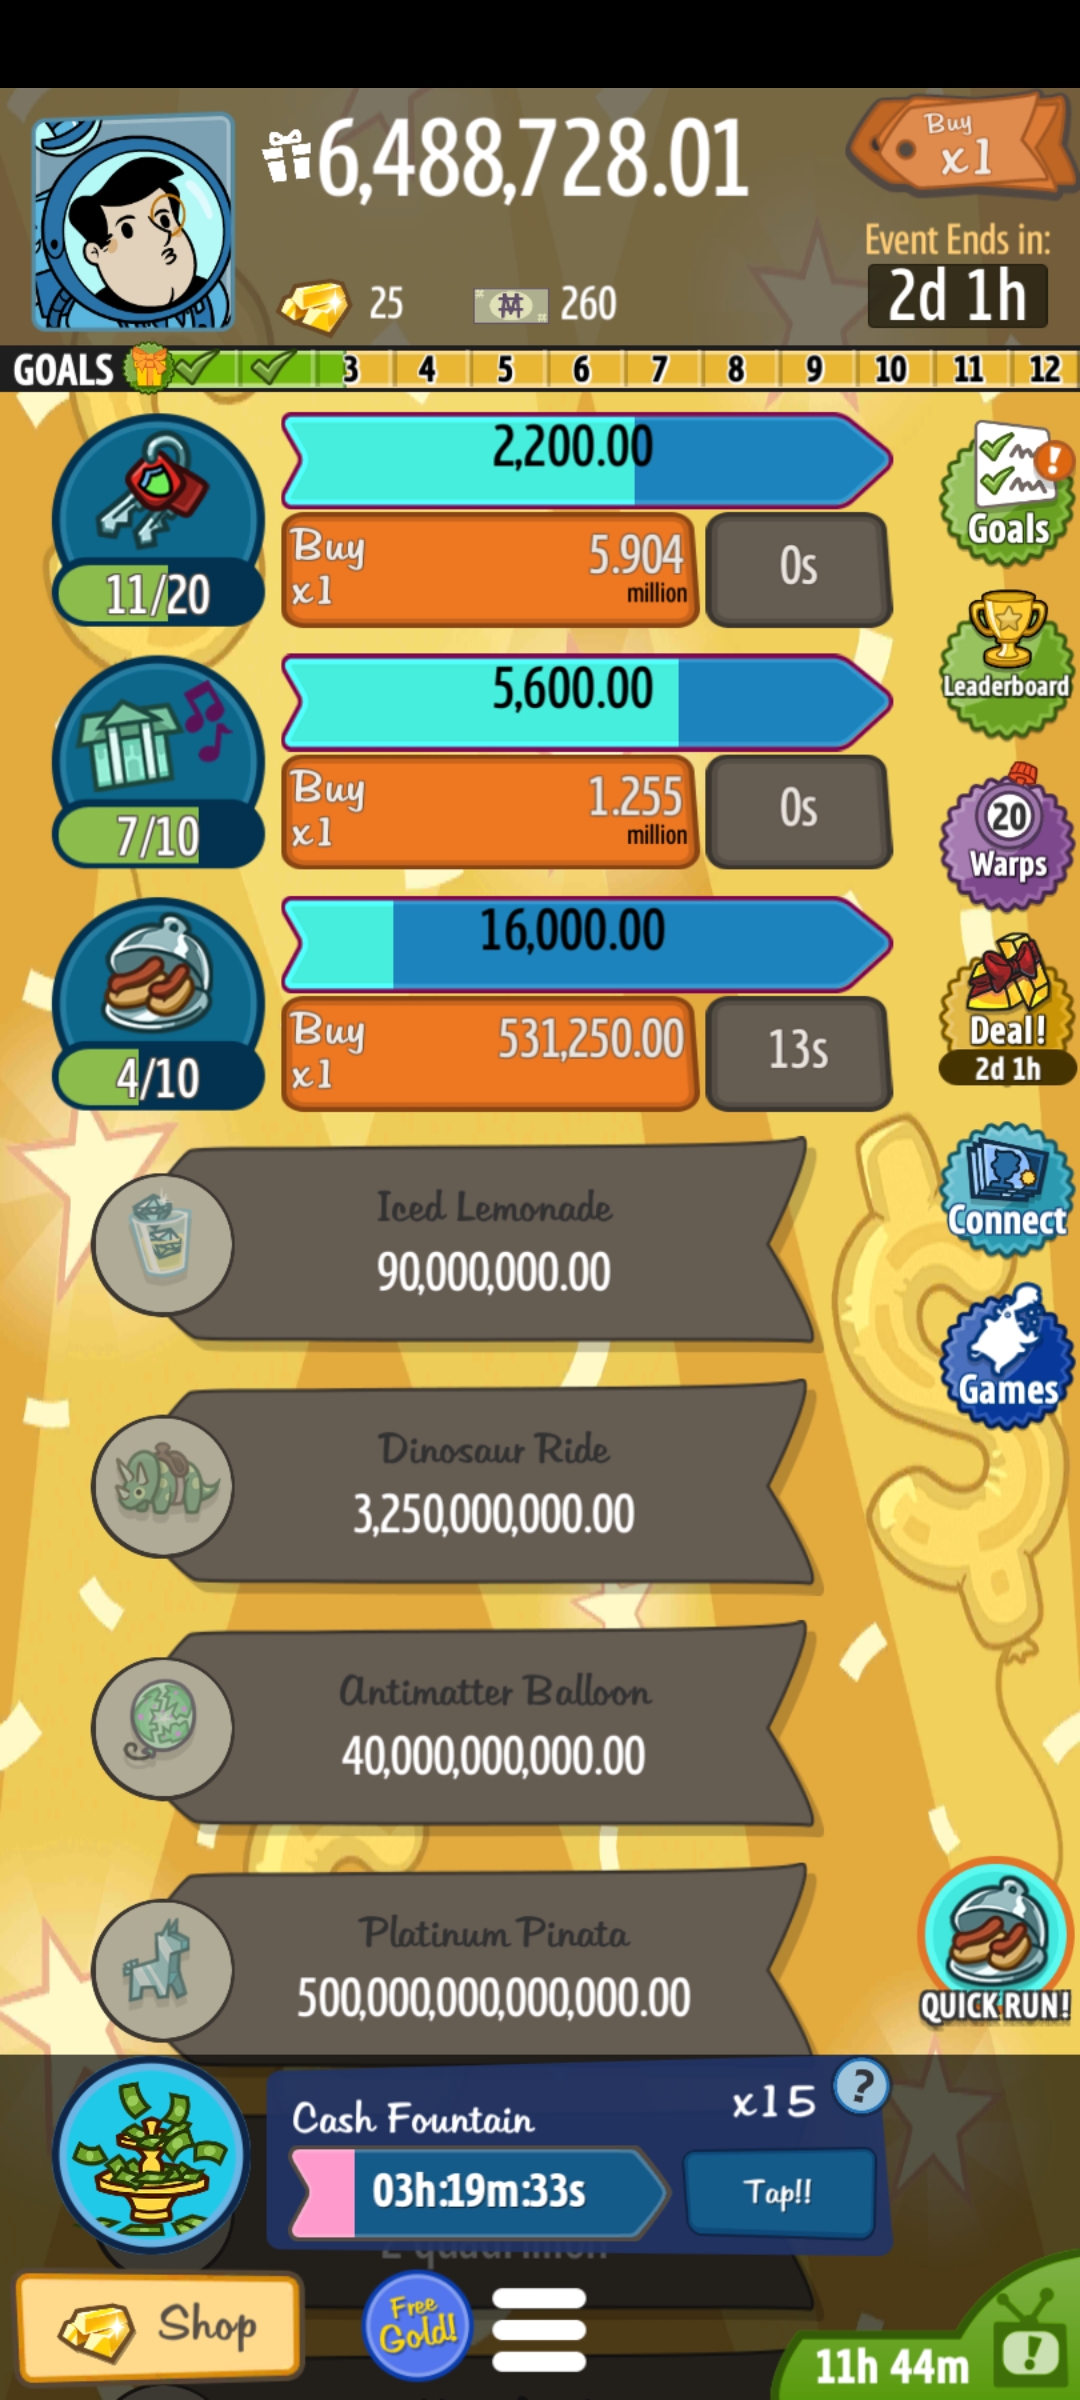 6,488,728.01
Buy
x1
25
260
Event Ends in:
2d 1h
GOALS 3 4 5 6 7 8 9 10 11 12
2,200.00
11/20
Buy
x1
5.904
million
0s
Goals
5,600.00
7/10
Buy
x1
1.255
million
0s
Leaderboard
16,000.00
4/10
Buy
x1
531,250.00
13s
20
Warps
Deal!
2d 1h
Iced Lemonade
90,000,000.00
Connect
Games
Dinosaur Ride
3,250,000,000.00
Antimatter Balloon
40,000,000,000.00
Platinum Pinata
500,000,000,000,000.00
QUICK RUN!
Cash Fountain
x15
?
03h:19m:33s
Tap!!
Shop
Free
Gold!
11h 44m